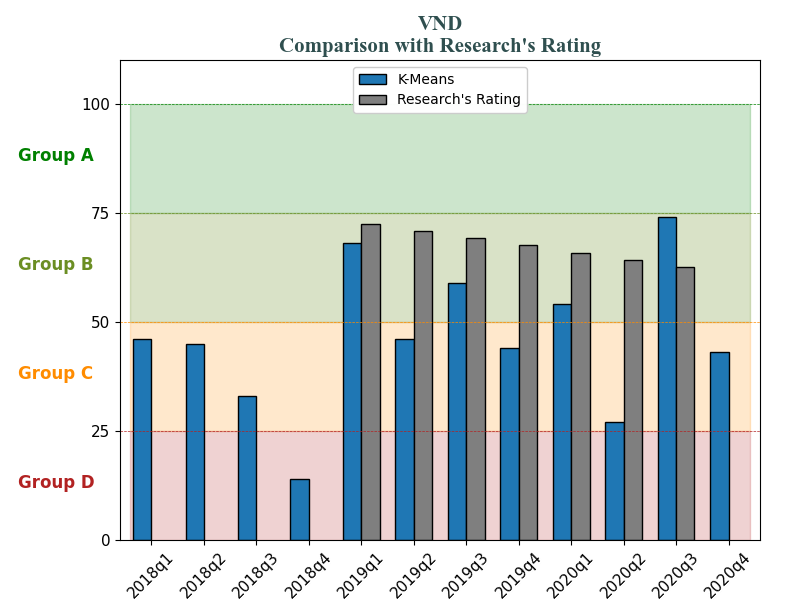 VND
Comparison with Research's Rating
K-Means
Research's Rating
100
Group A
75
Group B
50
Group C
25
Group D
0
2018q1
2018q2
2018q3
2018q4
2019q1
2019q2
2019q3
2019q4
2020q1
2020q2
2020q3
2020q4